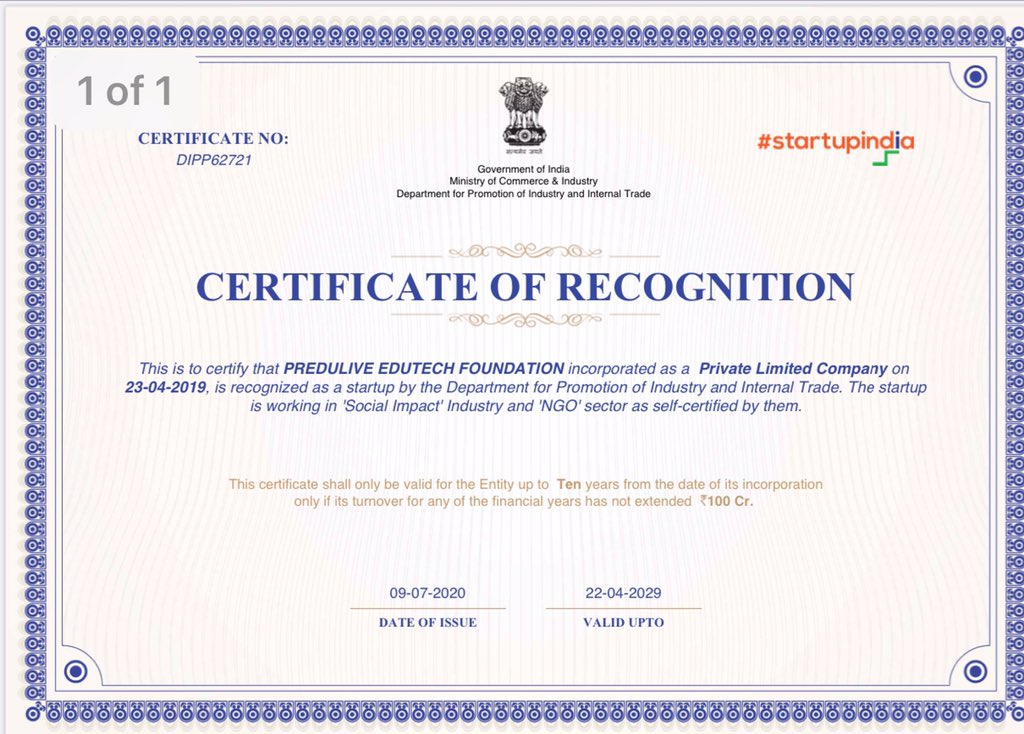 1 of 1
CERTIFICATE NO:
DIPP62721
सत्यमेव जयते
Government of India
Ministry of Commerce & Industry
Department for Promotion of Industry and Internal Trade
#startupindia
CERTIFICATE OF RECOGNITION
This is to certify that PREDULIVE EDUTECH FOUNDATION incorporated as a Private Limited Company on
23-04-2019, is recognized as a startup by the Department for Promotion of Industry and Internal Trade. The startup
is working in 'Social Impact' Industry and 'NGO' sector as self-certified by them.
This certificate shall only be valid for the Entity up to Ten years from the date of its incorporation
only if its turnover for any of the financial years has not extended ₹100 Cr.
09-07-2020
DATE OF ISSUE
22-04-2029
VALID UPTO